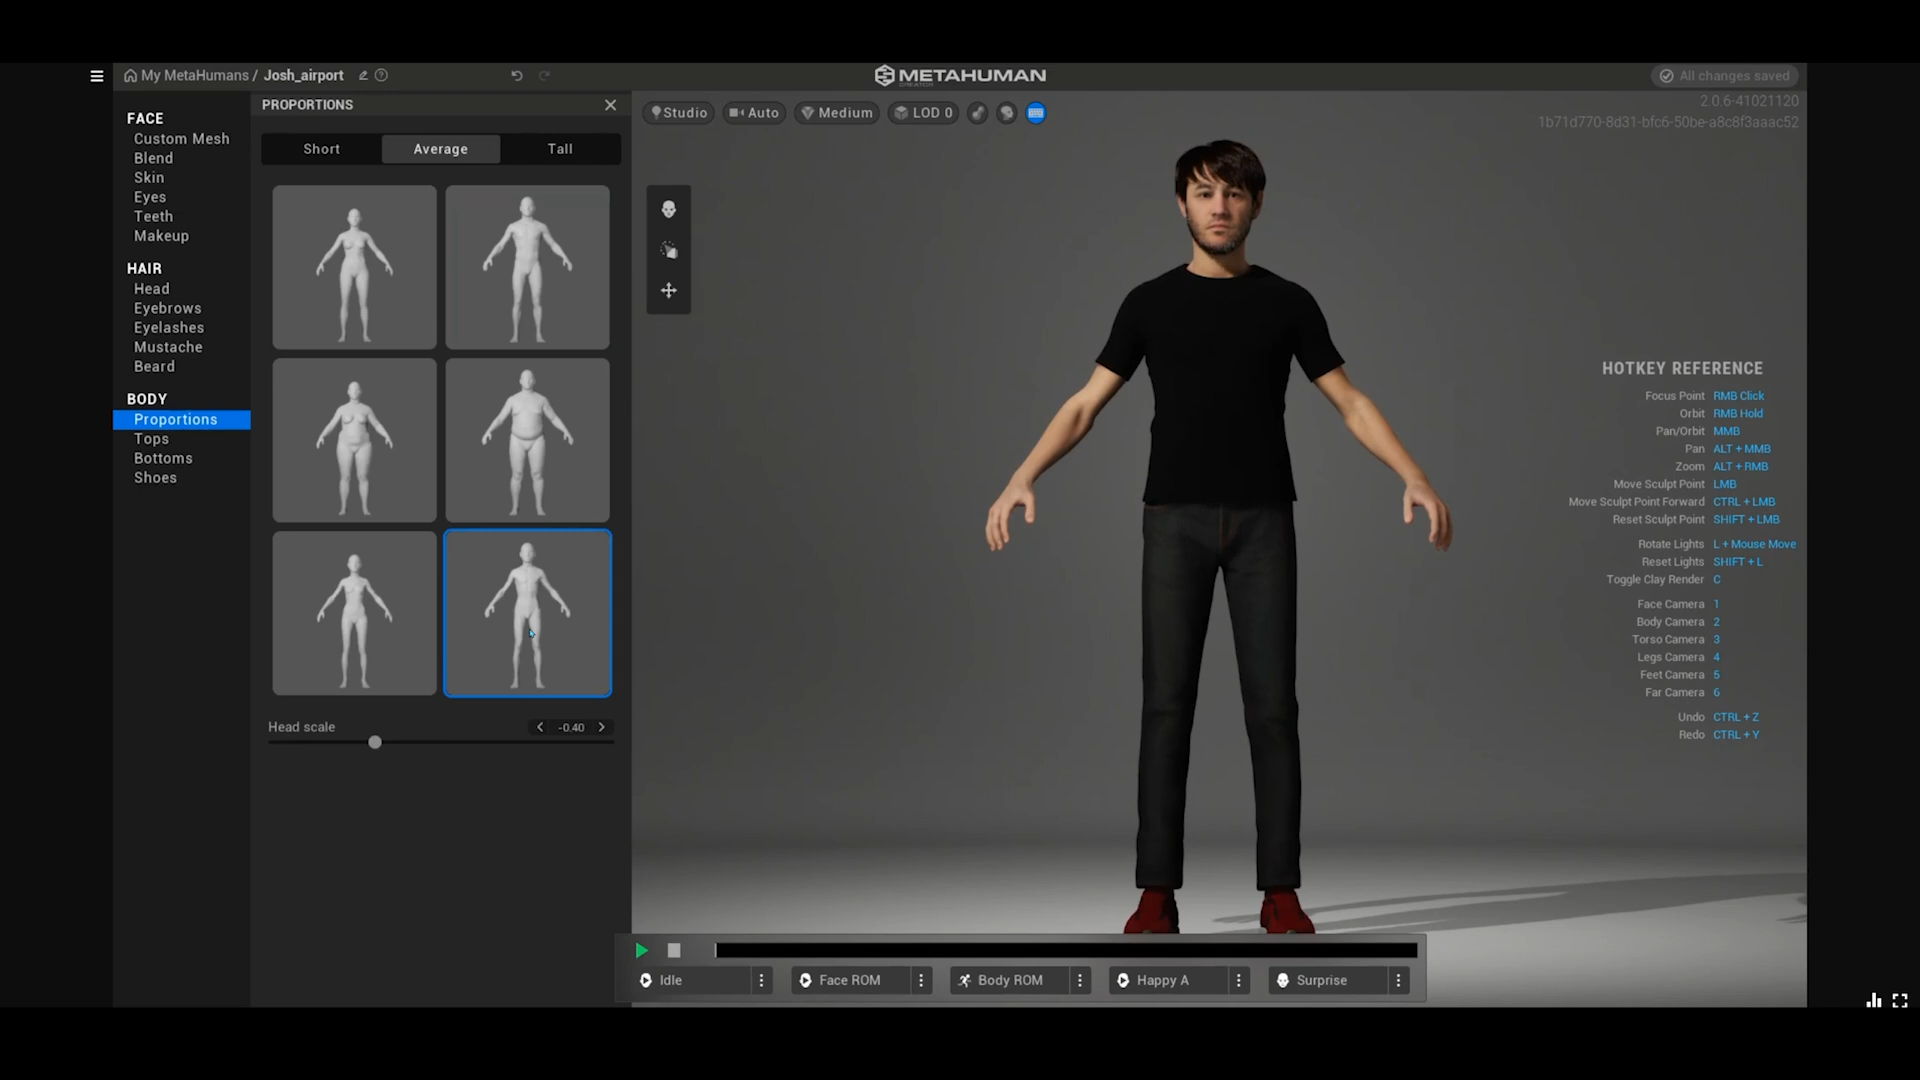 My MetaHumans / Josh_airport
METAHUMAN
CREATOR
All changes saved
FACE
Custom Mesh
Blend
Skin
Eyes
Teeth
Makeup
HAIR
Head
Eyebrows
Eyelashes
Mustache
Beard
BODY
Proportions
Tops
Bottoms
Shoes
PROPORTIONS
Short Average Tall
Head scale -0.40
Studio Auto Medium LOD 0
2.0.6-41021120
1b71d770-8d31-bfc6-50be-a8c8f3aaac52
HOTKEY REFERENCE
Focus Point RMB Click
Orbit RMB Hold
Pan/Orbit MMB
Pan ALT + MMB
Zoom ALT + RMB
Move Sculpt Point LMB
Move Sculpt Point Forward CTRL + LMB
Reset Sculpt Point SHIFT + LMB
Rotate Lights L + Mouse Move
Reset Lights SHIFT + L
Toggle Clay Render C
Face Camera 1
Body Camera 2
Torso Camera 3
Legs Camera 4
Feet Camera 5
Far Camera 6
Undo CTRL + Z
Redo CTRL + Y
Idle Face ROM Body ROM Happy A Surprise